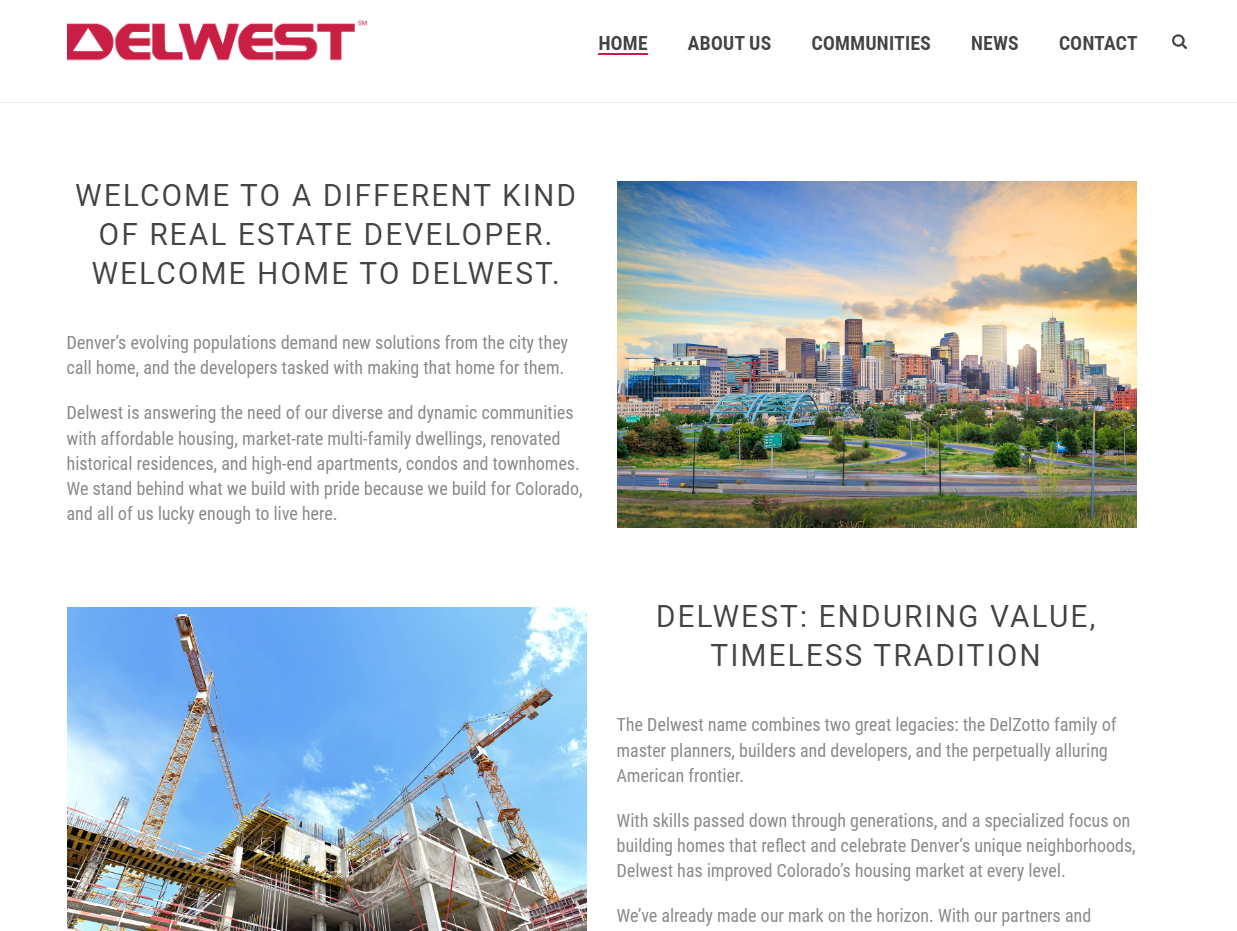 DELWEST SM
HOME ABOUT US COMMUNITIES NEWS CONTACT
WELCOME TO A DIFFERENT KIND
OF REAL ESTATE DEVELOPER.
WELCOME HOME TO DELWEST.
Denver’s evolving populations demand new solutions from the city they
call home, and the developers tasked with making that home for them.
Delwest is answering the need of our diverse and dynamic communities
with affordable housing, market-rate multi-family dwellings, renovated
historical residences, and high-end apartments, condos and townhomes.
We stand behind what we build with pride because we build for Colorado,
and all of us lucky enough to live here.
DELWEST: ENDURING VALUE,
TIMELESS TRADITION
The Delwest name combines two great legacies: the DelZotto family of
master planners, builders and developers, and the perpetually alluring
American frontier.
With skills passed down through generations, and a specialized focus on
building homes that reflect and celebrate Denver’s unique neighborhoods,
Delwest has improved Colorado’s housing market at every level.
We’ve already made our mark on the horizon. With our partners and